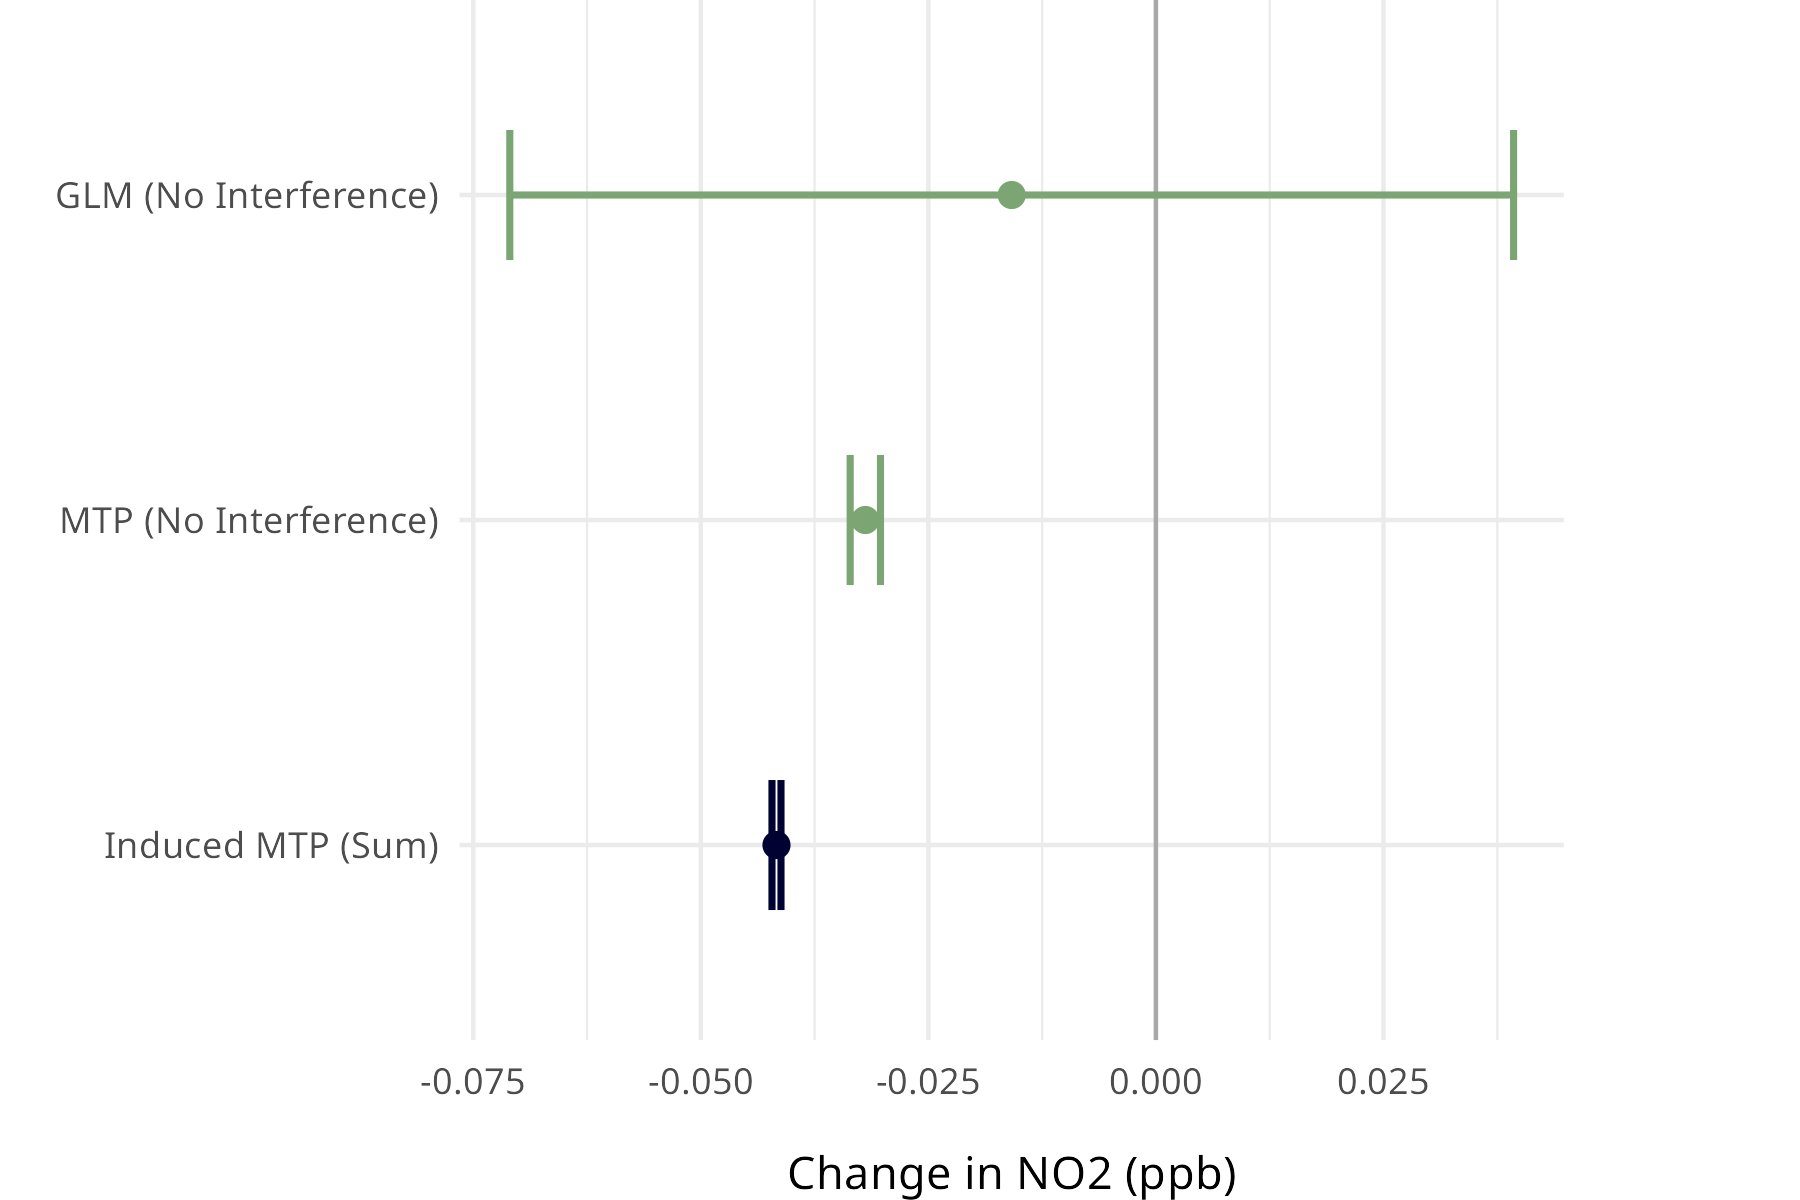 GLM (No Interference)
MTP (No Interference)
Induced MTP (Sum)
-0.075 -0.050 -0.025 0.000 0.025
Change in NO2 (ppb)